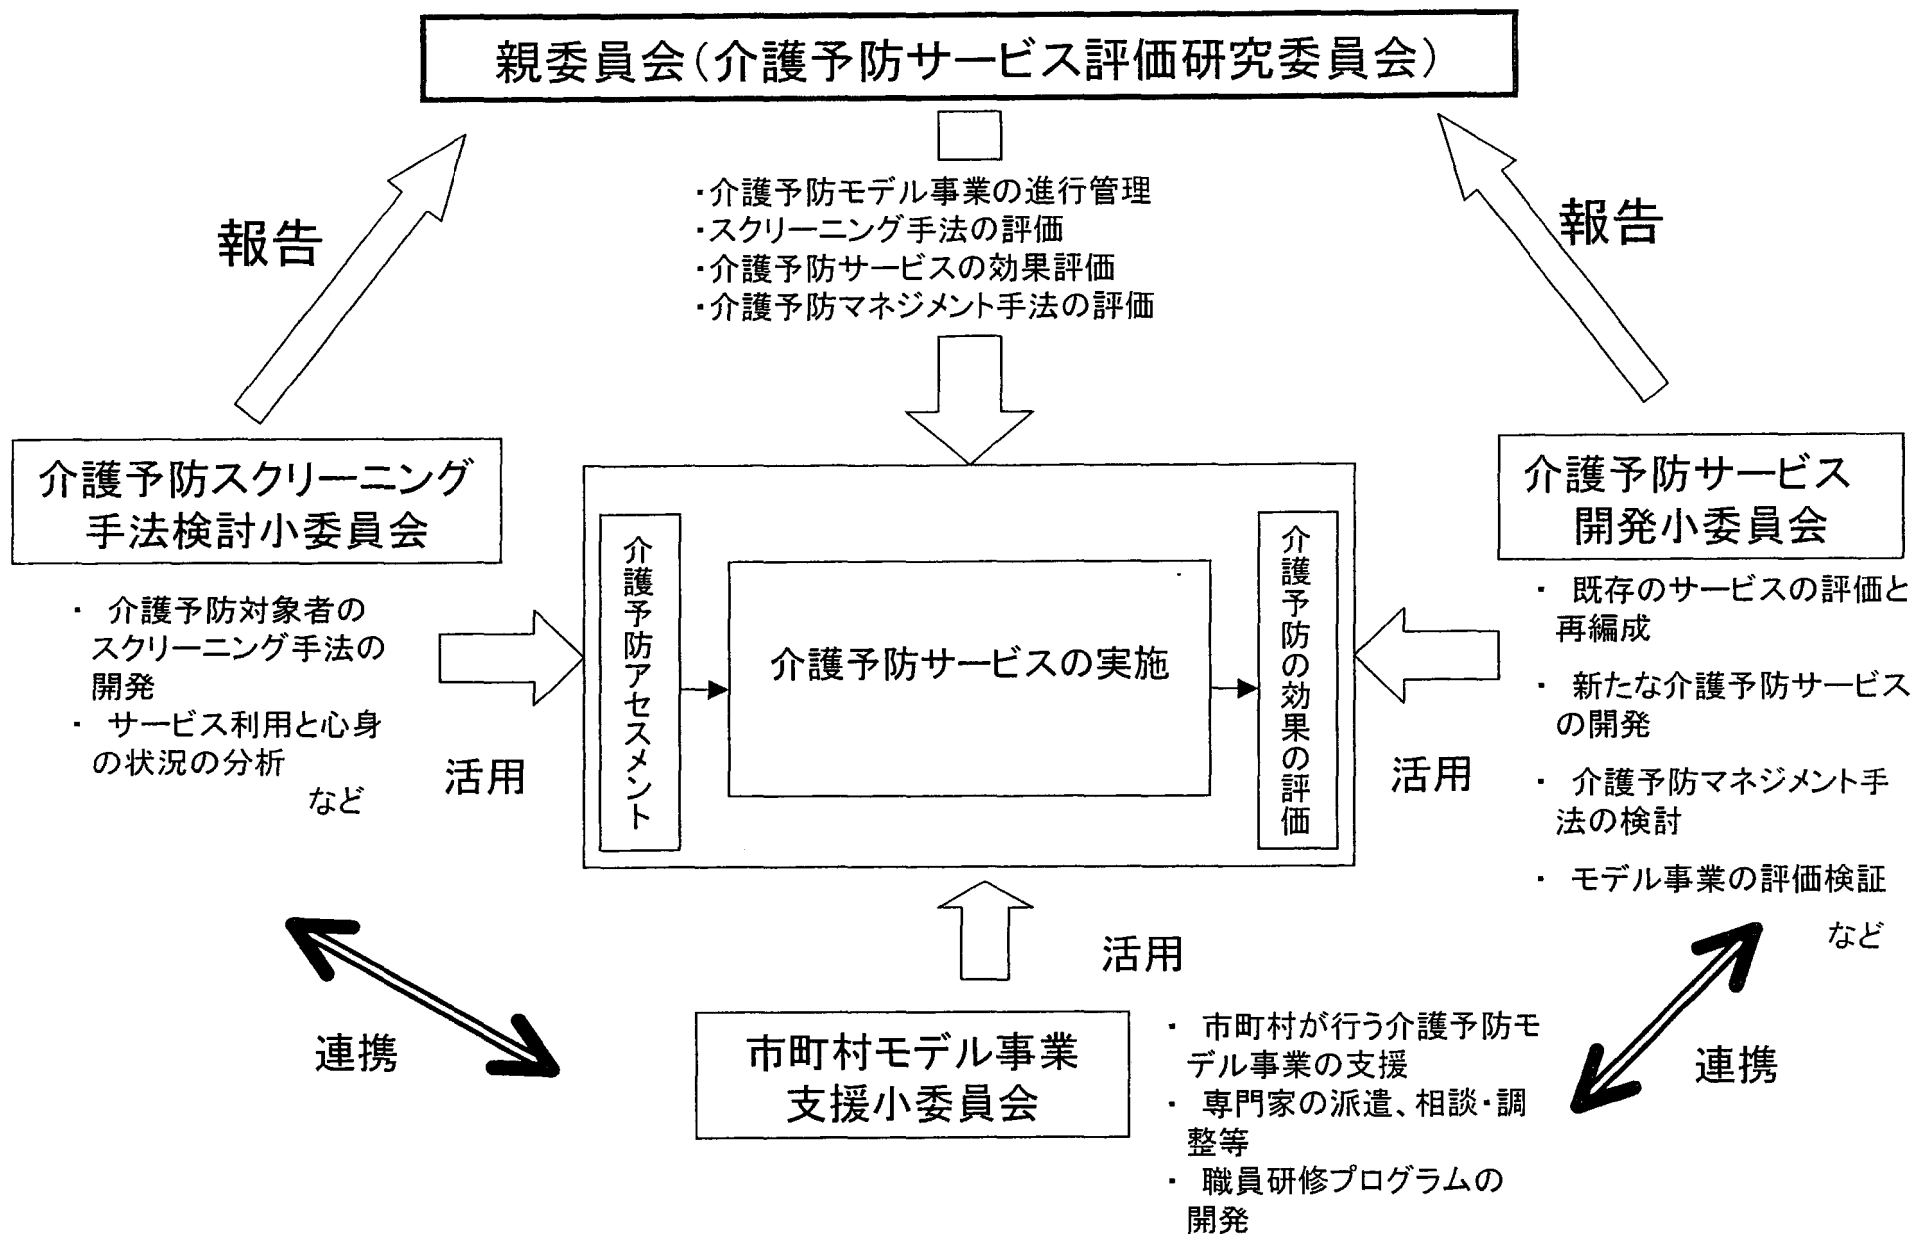 親委員会（介護予防サービス評価研究委員会）
・介護予防モデル事業の進行管理
・スクリーニング手法の評価
・介護予防サービスの効果評価
・介護予防マネジメント手法の評価
報告
報告
介護予防スクリーニング
手法検討小委員会
・ 介護予防対象者の
スクリーニング手法の
開発
・ サービス利用と心身
の状況の分析
など
活用
介護予防アセスメント
介護予防サービスの実施
介護予防の効果の評価
介護予防サービス
開発小委員会
・ 既存のサービスの評価と
再編成
・ 新たな介護予防サービス
の開発
・ 介護予防マネジメント手
法の検討
・ モデル事業の評価検証
など
活用
活用
連携
市町村モデル事業
支援小委員会
・ 市町村が行う介護予防モ
デル事業の支援
・ 専門家の派遣、相談・調
整等
・ 職員研修プログラムの
開発
連携